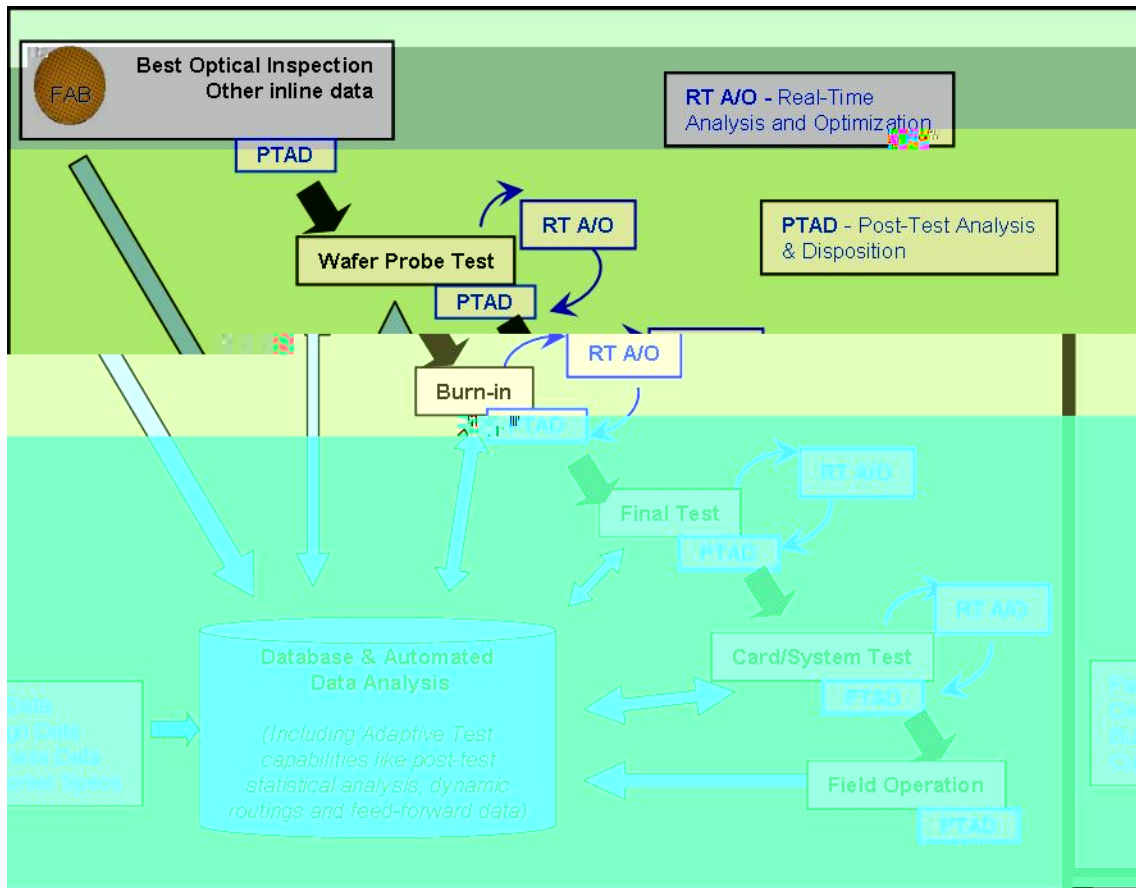 FAB
Best Optical Inspection
Other inline data
PTAD
RT A/O - Real-Time
Analysis and Optimization
PTAD - Post-Test Analysis
& Disposition
RT A/O
Wafer Probe Test
PTAD
RT A/O
Burn-in
PTAD
RT A/O
Final Test
PTAD
RT A/O
Card/System Test
PTAD
Field Operation
PTAD
Database & Automated
Data Analysis
(Including Adaptive Test
capabilities like post-test
statistical analysis, dynamic
routings and feed-forward data)